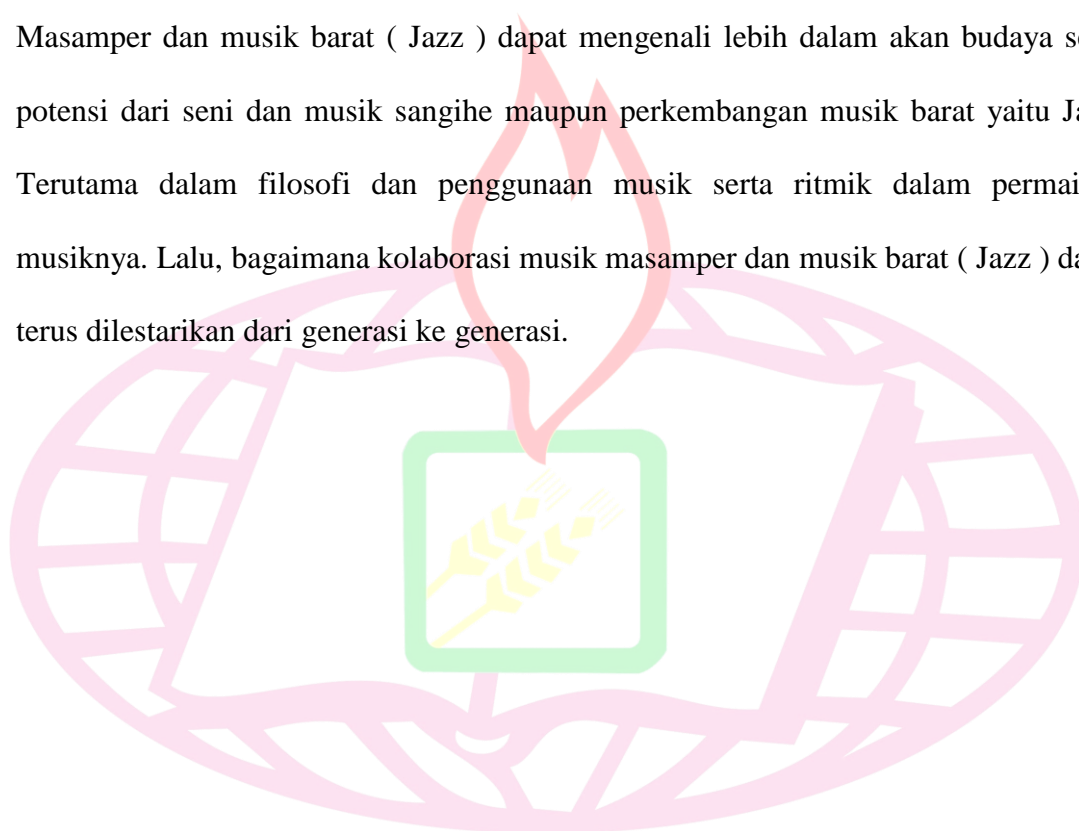 Masamper dan musik barat ( Jazz ) dapat mengenali lebih dalam akan budaya
potensi dari seni dan musik sangihe maupun perkembangan musik barat yaitu
Terutama dalam filosofi dan penggunaan musik serta ritmik dalam
musiknya. Lalu, bagaimana kolaborasi musik masamper dan musik barat ( Jazz )
terus dilestarikan dari generasi ke generasi.